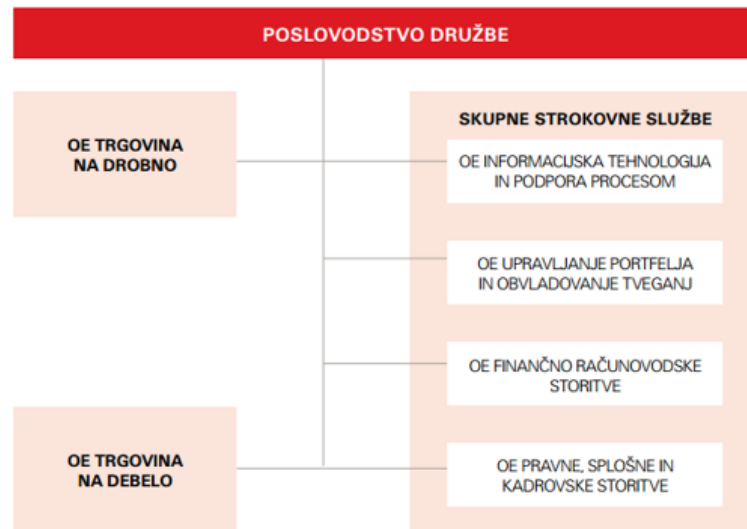 POSLOVODSTVO DRUŽBE
OE TRGOVINA
NA DROBNO
SKUPNE STROKOVNE SLUŽBE
OE INFORMACIJSKA TEHNOLOGIJA
IN PODPORA PROCESOM
OE UPRAVLJANJE PORTFELJA
IN OBVLADOVANJE TVEGANJ
OE FINANČNO RAČUNOVODSKE
STORITVE
OE TRGOVINA
NA DEBELO
OE PRAVNE, SPLOŠNE IN
KADROVSKE STORITVE